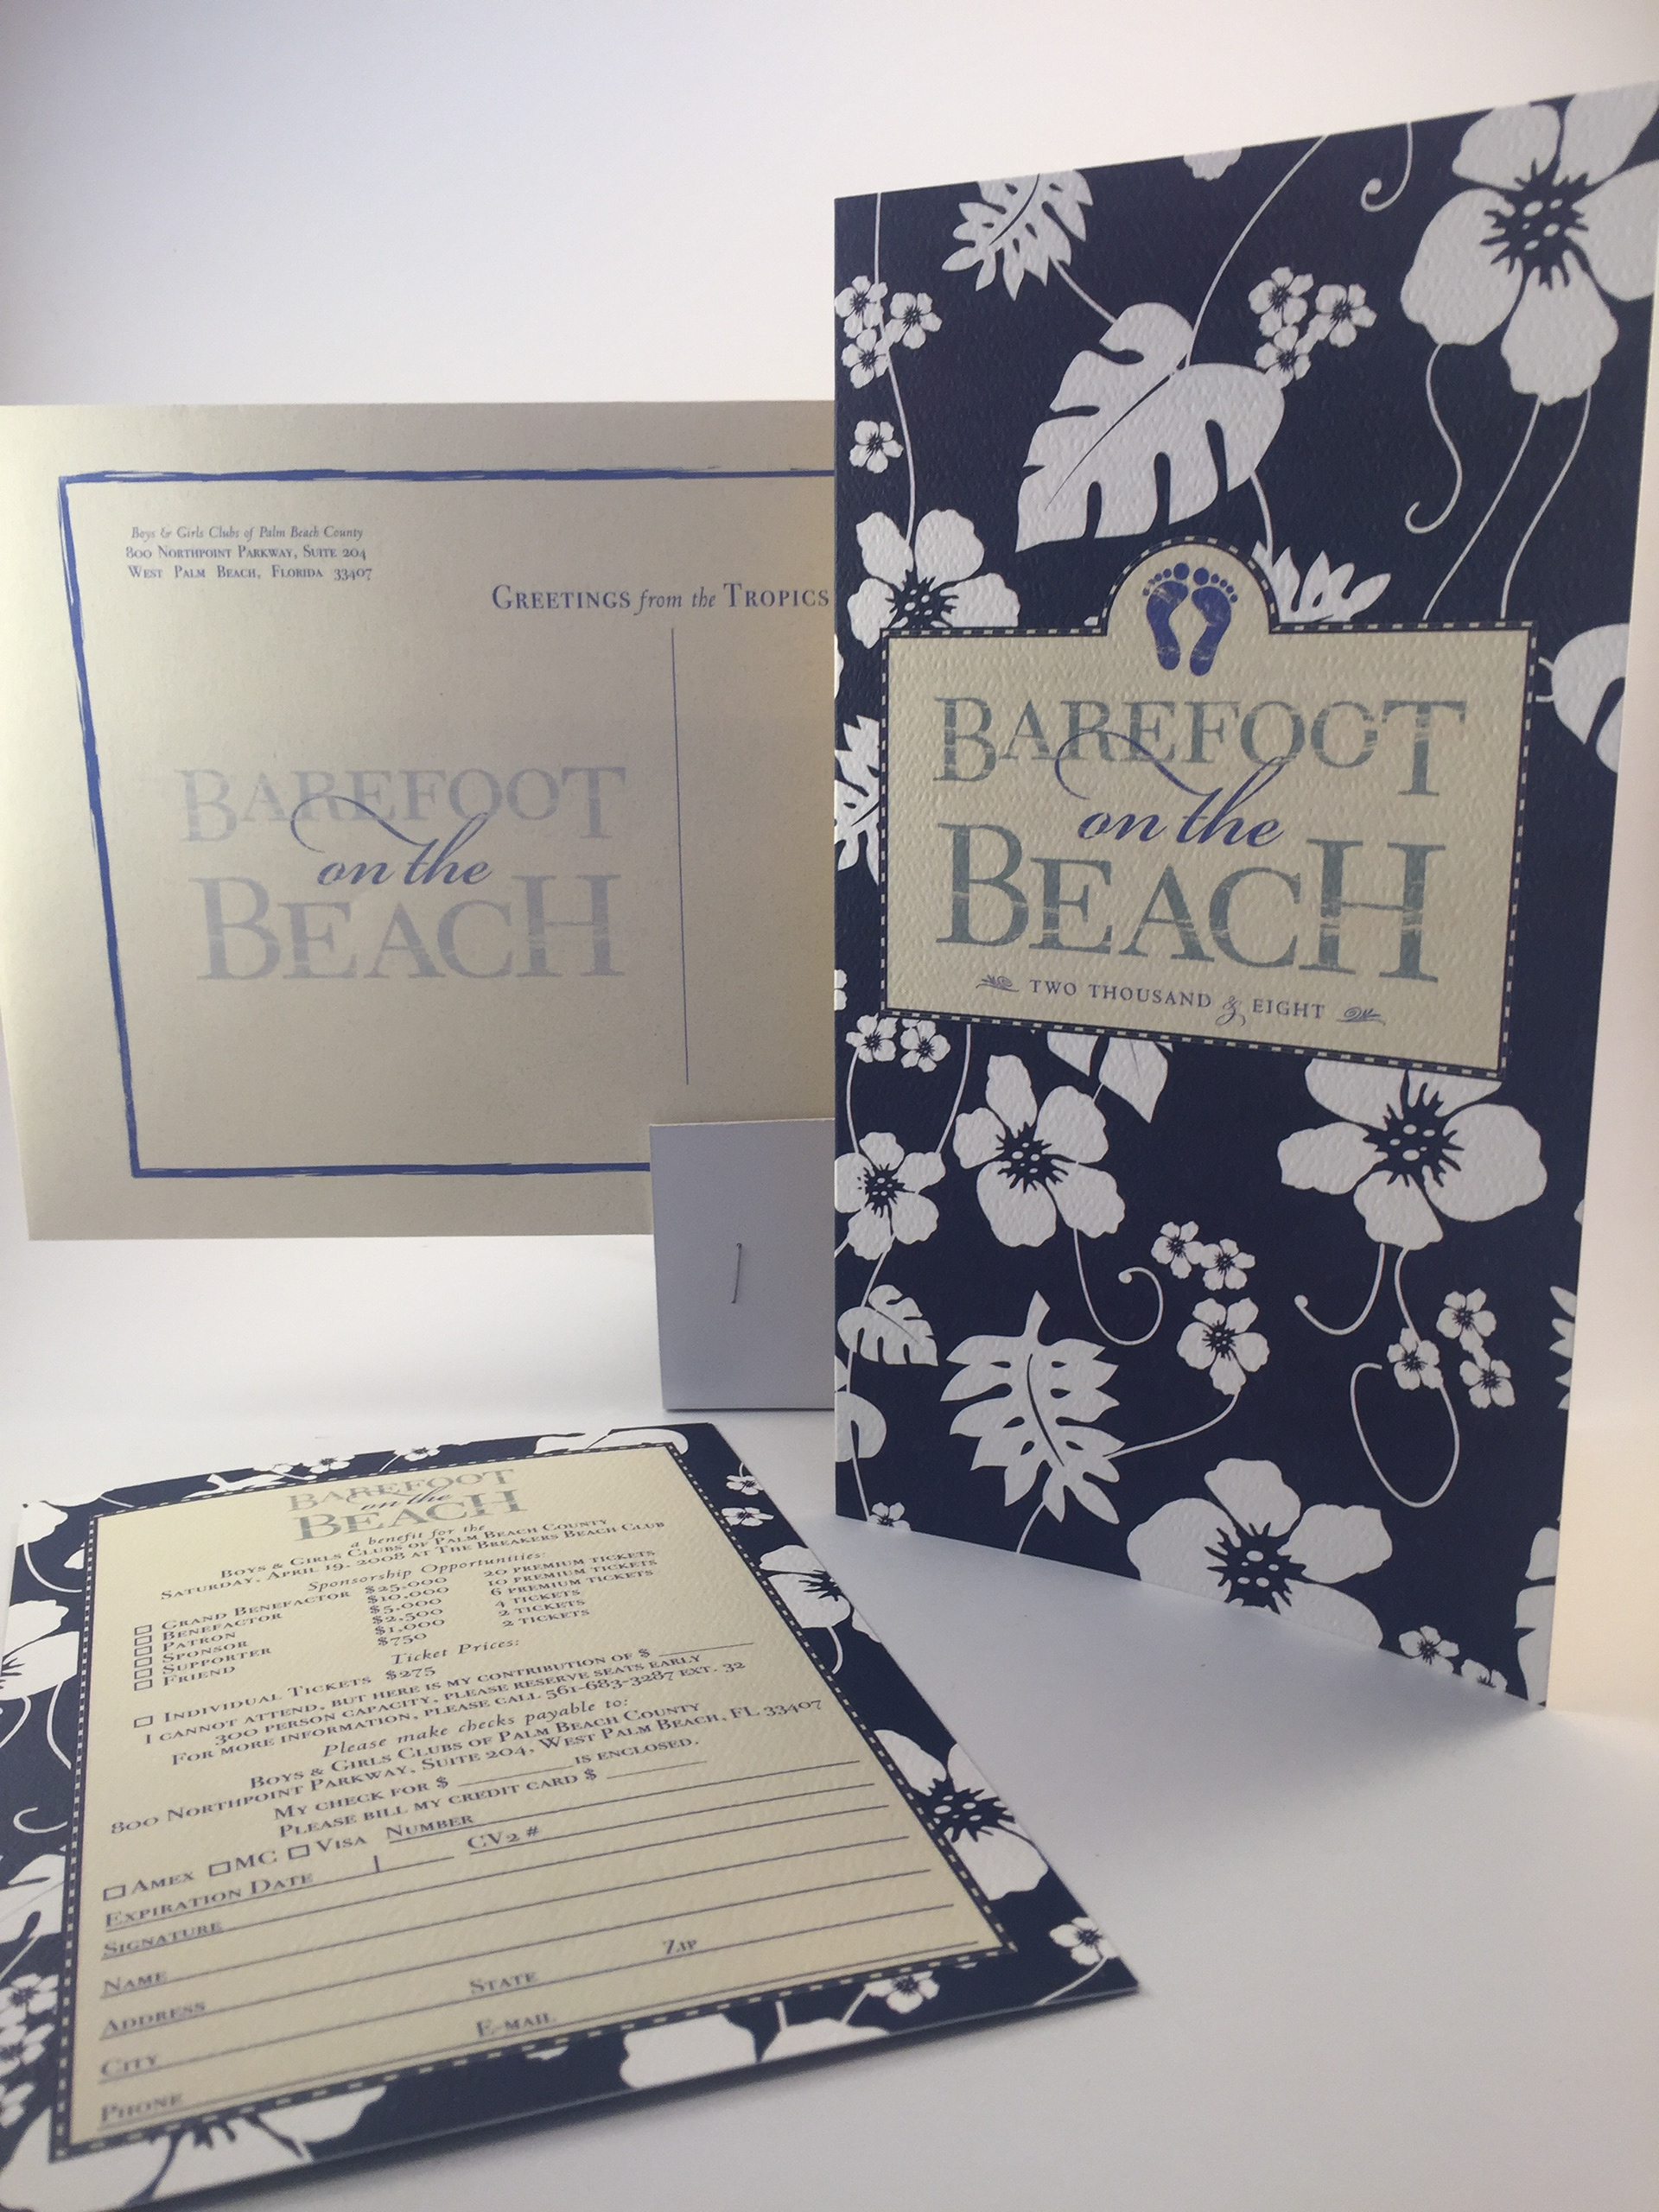 Boys & Girls Clubs of Palm Beach County
800 Northpoint Parkway, Suite 204
West Palm Beach, Florida 33407
Greetings from the Tropics
Barefoot
on the
Beach
Barefoot
on the
Beach
TWO THOUSAND & EIGHT
Barefoot
on the
Beach
a benefit for the
Boys & Girls Clubs of Palm Beach County
Saturday, April 19, 2008 at The Breakers Beach Club
Sponsorship Opportunities:
Grand Benefactor $25,000 20 premium tickets
Benefactor $10,000 10 premium tickets
Patron $5,000 6 premium tickets
Sponsor $2,500 4 tickets
Supporter $1,000 2 tickets
Friend $750 2 tickets
Ticket Prices:
Individual Tickets $275
I cannot attend, but here is my contribution of $
300 person capacity, please reserve seats early
For more information, please call 561-683-3287 ext. 32
Please make checks payable to:
Boys & Girls Clubs of Palm Beach County
800 Northpoint Parkway, Suite 204, West Palm Beach, FL 33407
My check for $ is enclosed.
Please bill my credit card $
Amex MC Visa Number
Expiration Date / CV2 #
Signature
Name
Address
City State Zip
Phone E-mail